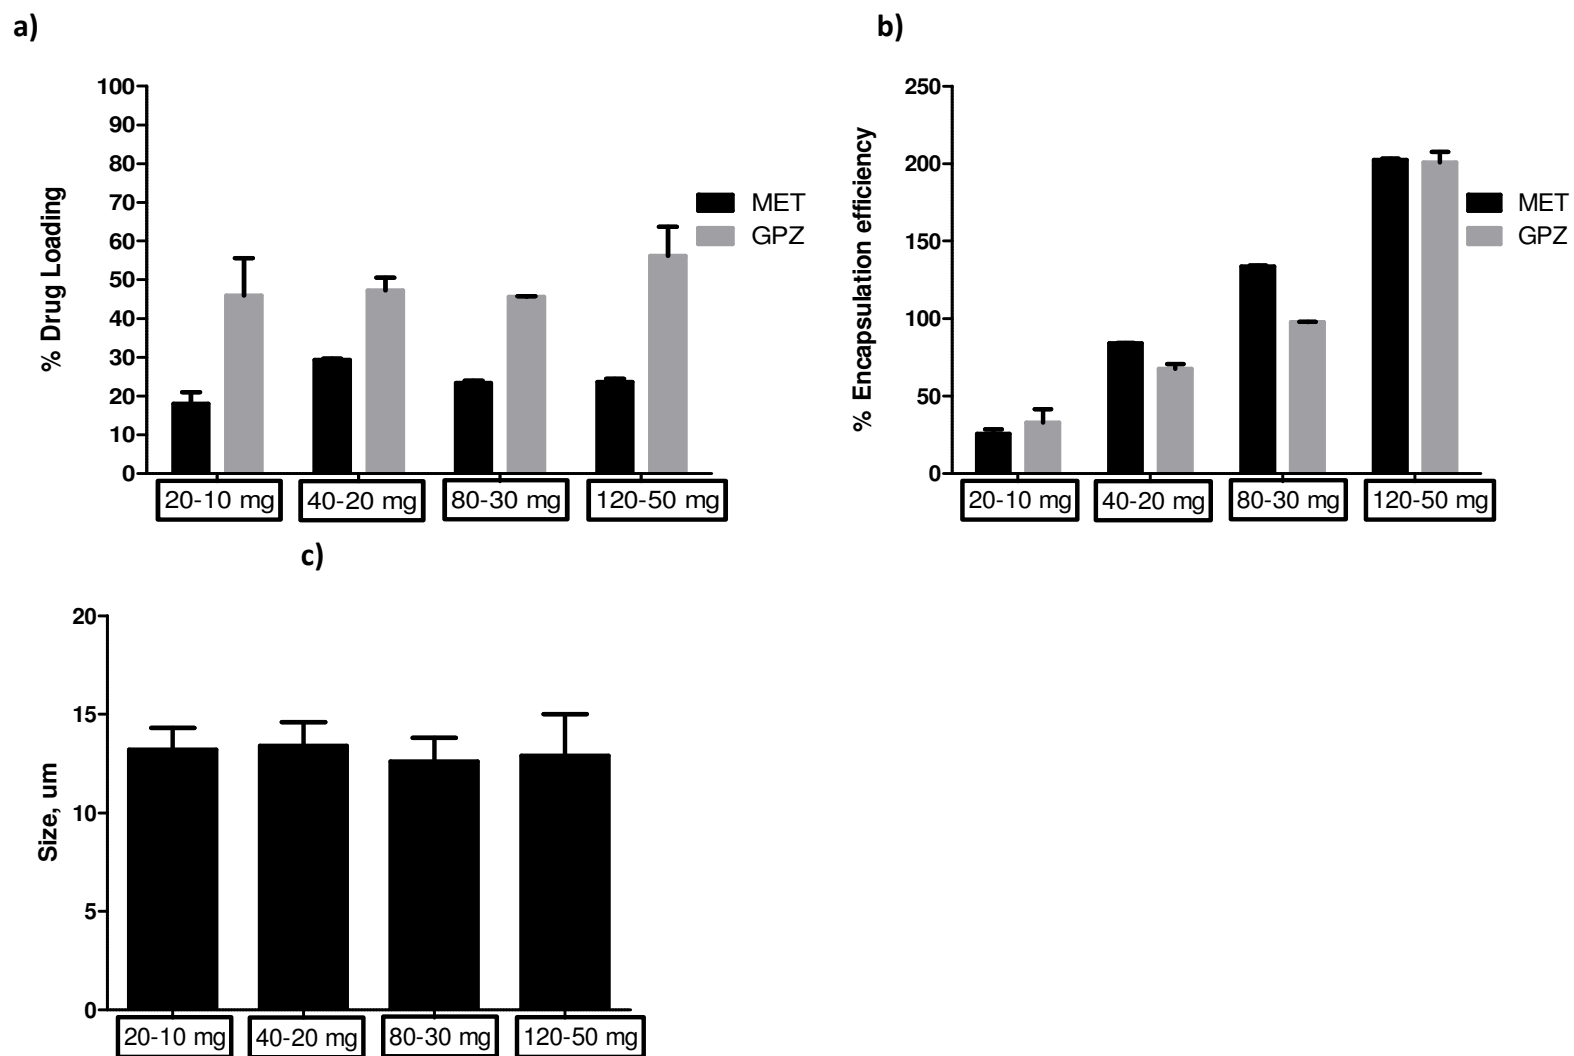 a)
% Drug Loading
100
90
80
70
60
50
40
30
20
10
0
MET
GPZ
20-10 mg
40-20 mg
80-30 mg
120-50 mg
b)
% Encapsulation efficiency
250
200
150
100
50
0
MET
GPZ
20-10 mg
40-20 mg
80-30 mg
120-50 mg
c)
Size, um
20
15
10
5
0
20-10 mg
40-20 mg
80-30 mg
120-50 mg